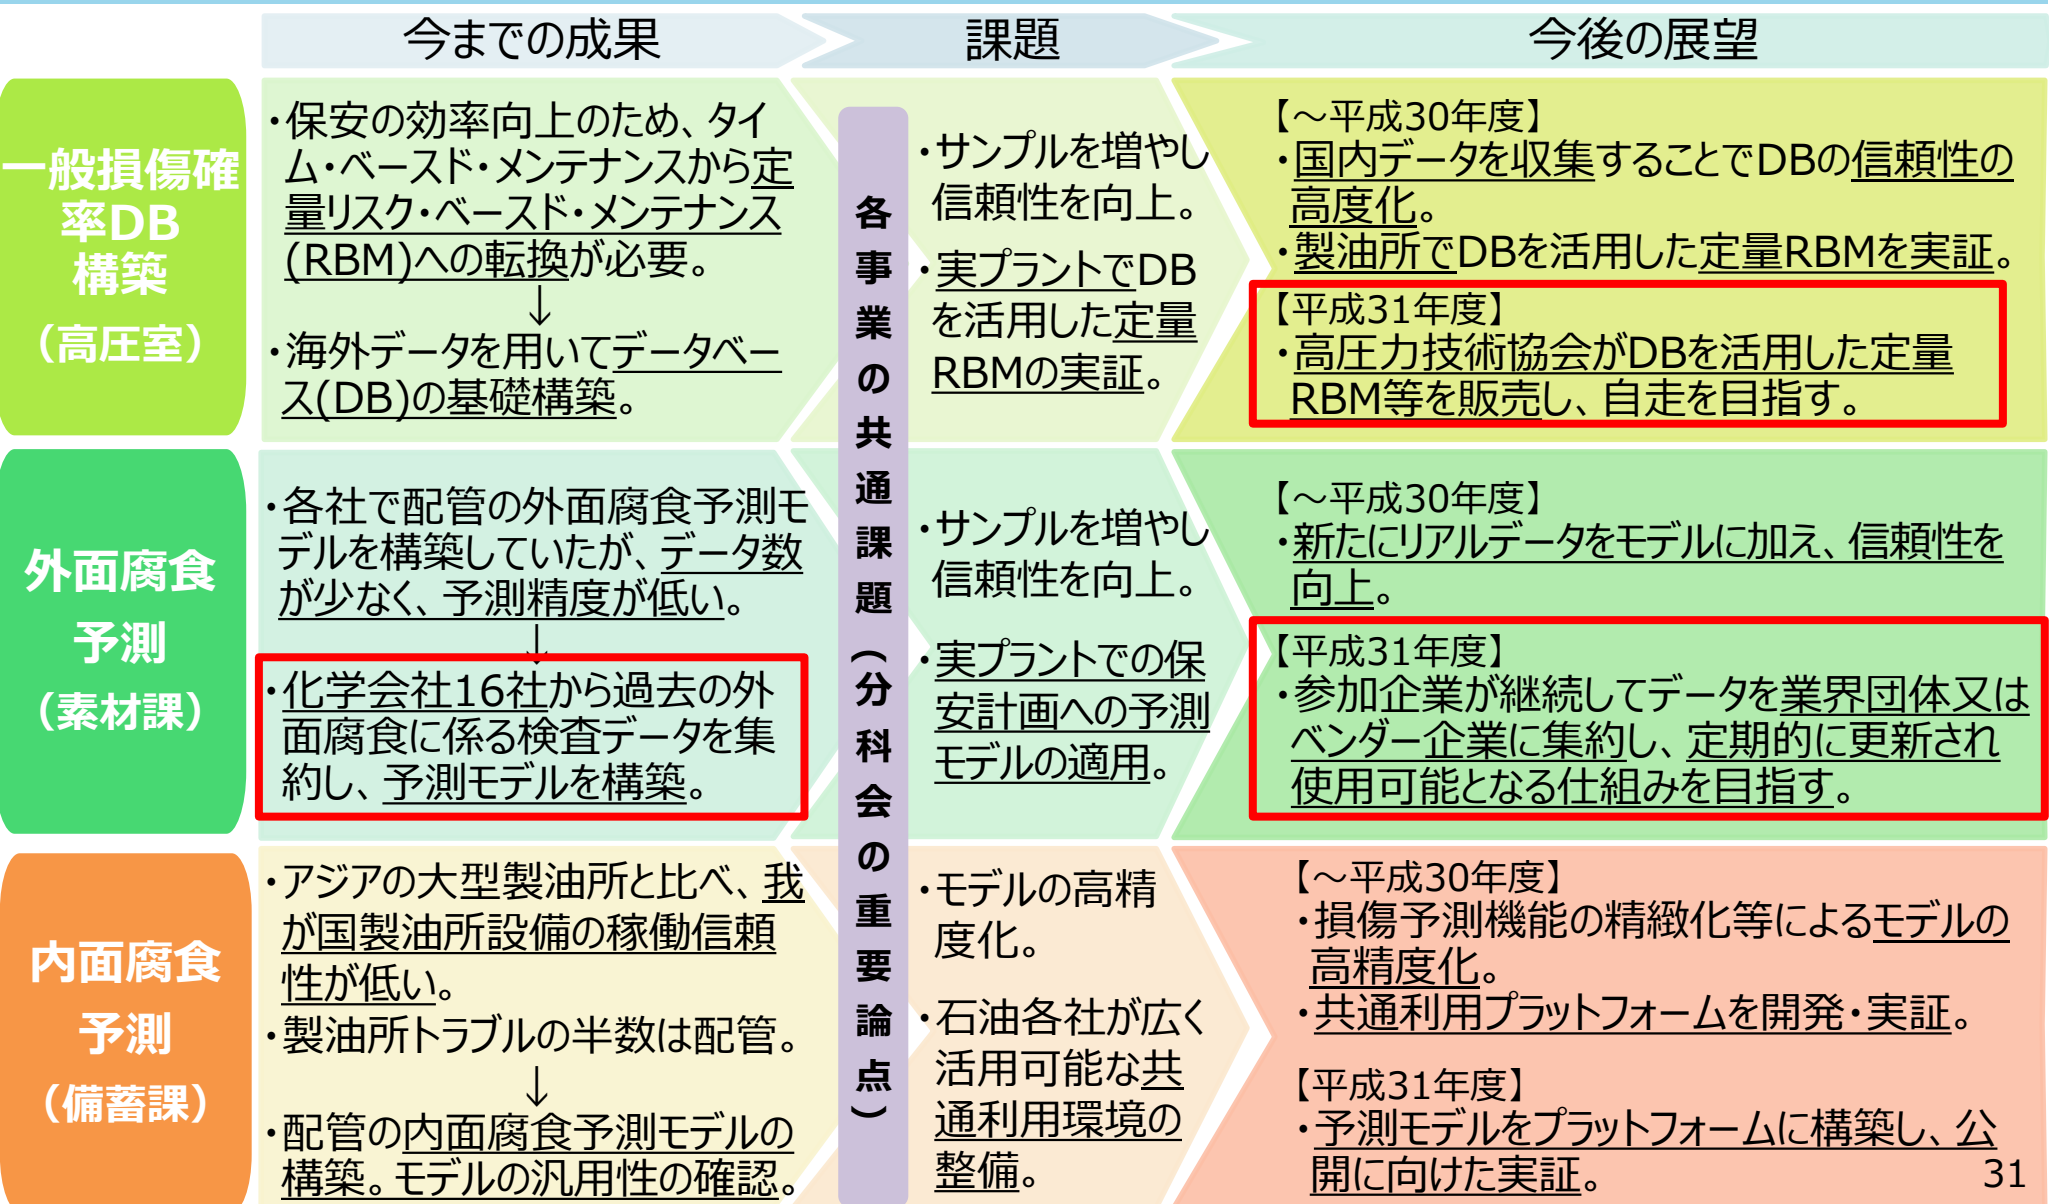 今までの成果
課題
今後の展望
一般損傷確
率DB
構築
（高圧室）
・保安の効率向上のため、タイ
ム・ベースド・メンテナンスから定
量リスク・ベースド・メンテナンス
(RBM)への転換が必要。
↓
・海外データを用いてデータベー
ス(DB)の基礎構築。
各事業の共通課題（分科会の重要論点）
・サンプルを増やし
信頼性を向上。
・実プラントでDB
を活用した定量
RBMの実証。
【～平成30年度】
・国内データを収集することでDBの信頼性の
高度化。
・製油所でDBを活用した定量RBMを実証。
【平成31年度】
・高圧力技術協会がDBを活用した定量
RBM等を販売し、自走を目指す。
外面腐食
予測
（素材課）
・各社で配管の外面腐食予測モ
デルを構築していたが、データ数
が少なく、予測精度が低い。
↓
・化学会社16社から過去の外
面腐食に係る検査データを集
約し、予測モデルを構築。
・サンプルを増やし
信頼性を向上。
・実プラントでの保
安計画への予測
モデルの適用。
【～平成30年度】
・新たにリアルデータをモデルに加え、信頼性を
向上。
【平成31年度】
・参加企業が継続してデータを業界団体又は
ベンダー企業に集約し、定期的に更新され
使用可能となる仕組みを目指す。
内面腐食
予測
（備蓄課）
・アジアの大型製油所と比べ、我
が国製油所設備の稼働信頼
性が低い。
・製油所トラブルの半数は配管。
↓
・配管の内面腐食予測モデルの
構築。モデルの汎用性の確認。
・モデルの高精
度化。
・石油各社が広く
活用可能な共
通利用環境の
整備。
【～平成30年度】
・損傷予測機能の精緻化等によるモデルの
高精度化。
・共通利用プラットフォームを開発・実証。
【平成31年度】
・予測モデルをプラットフォームに構築し、公
開に向けた実証。
31